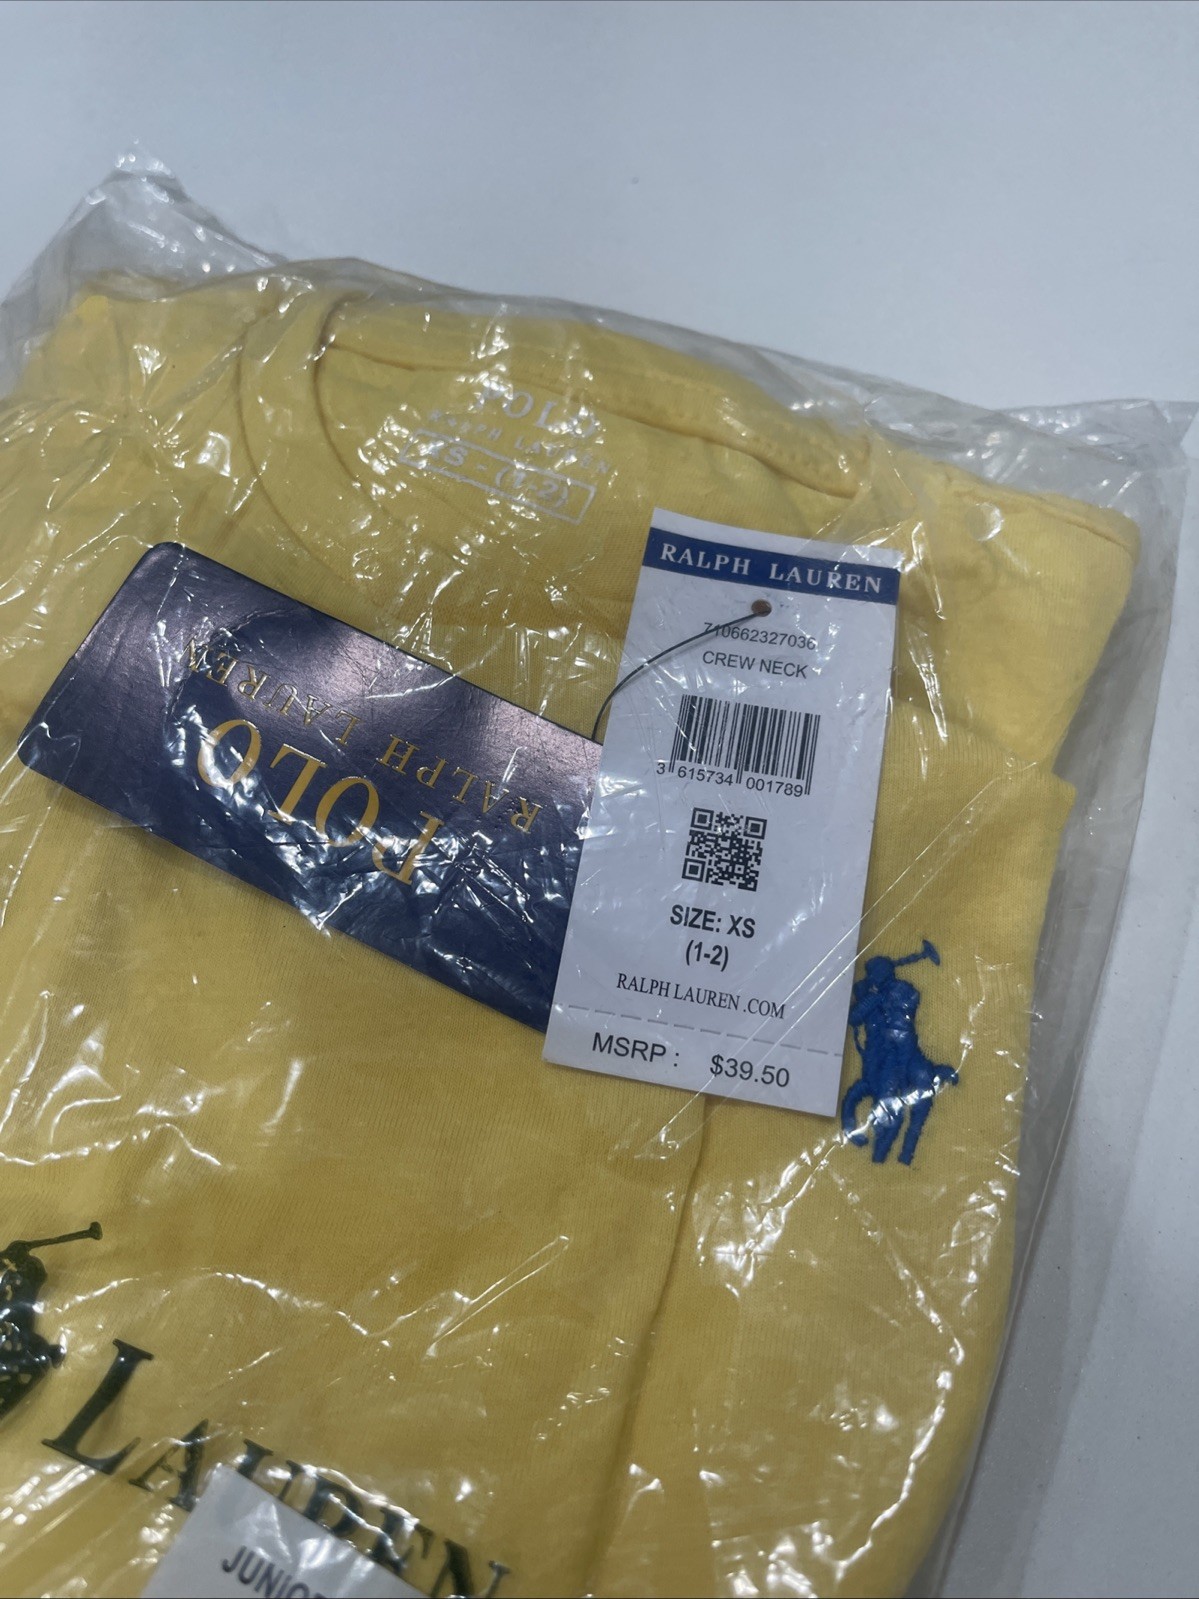 POLO
RALPH LAUREN
XS - (1-2)
RALPH LAUREN
710662327036
CREW NECK
3 615734 001789
SIZE: XS
(1-2)
RALPH LAUREN.COM
MSRP : $39.50
POLO
RALPH LAUREN
LAUREN